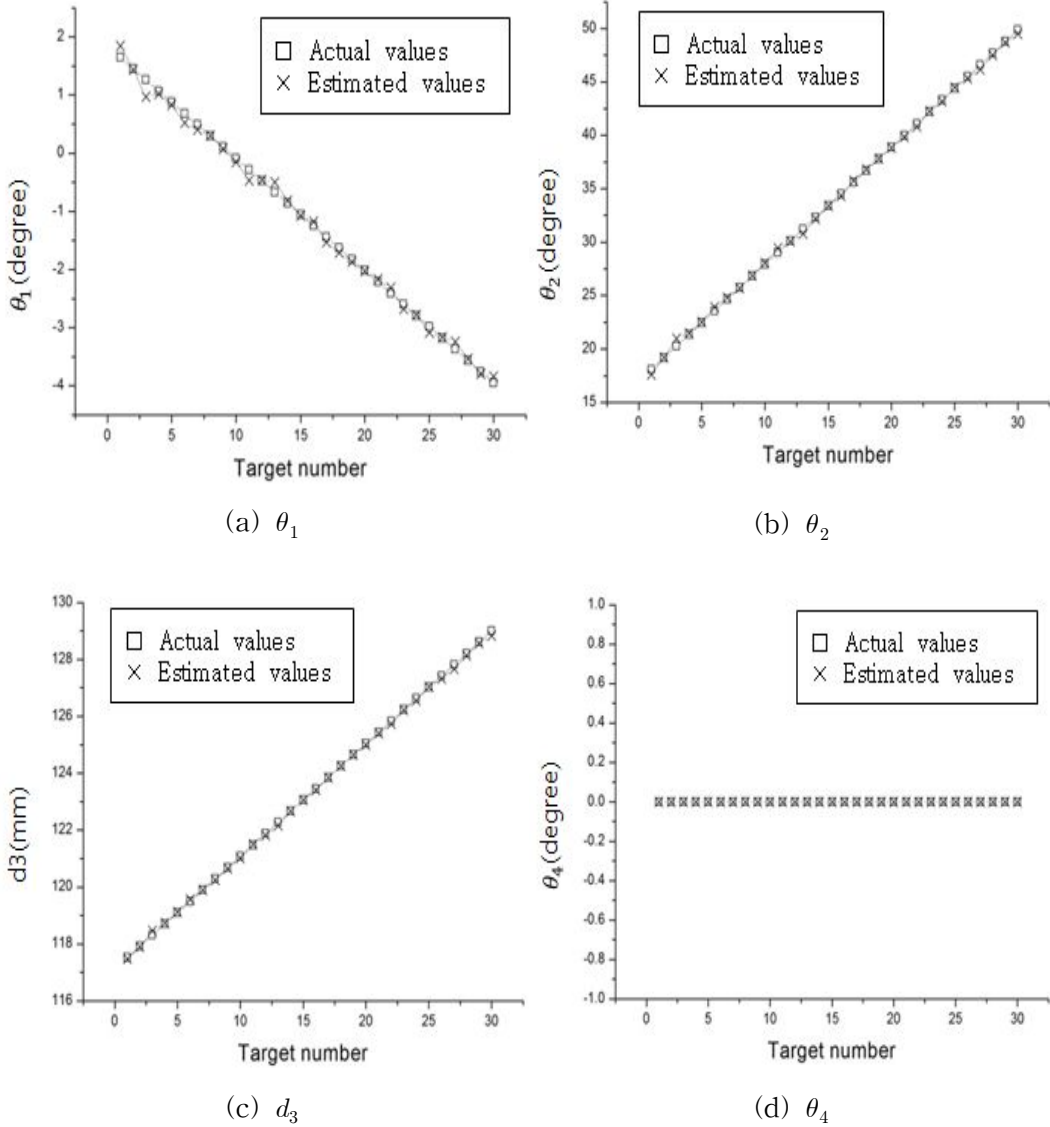 Actual values
Estimated values
2
1
0
-1
-2
-3
-4
θ1(degree)
0 5 10 15 20 25 30
Target number
(a) θ1
Actual values
Estimated values
50
45
40
35
30
25
20
15
θ2(degree)
0 5 10 15 20 25 30
Target number
(b) θ2
Actual values
Estimated values
130
128
126
124
122
120
118
116
d3(mm)
0 5 10 15 20 25 30
Target number
(c) d3
Actual values
Estimated values
1.0
0.8
0.6
0.4
0.2
0.0
-0.2
-0.4
-0.6
-0.8
-1.0
θ4(degree)
0 5 10 15 20 25 30
Target number
(d) θ4